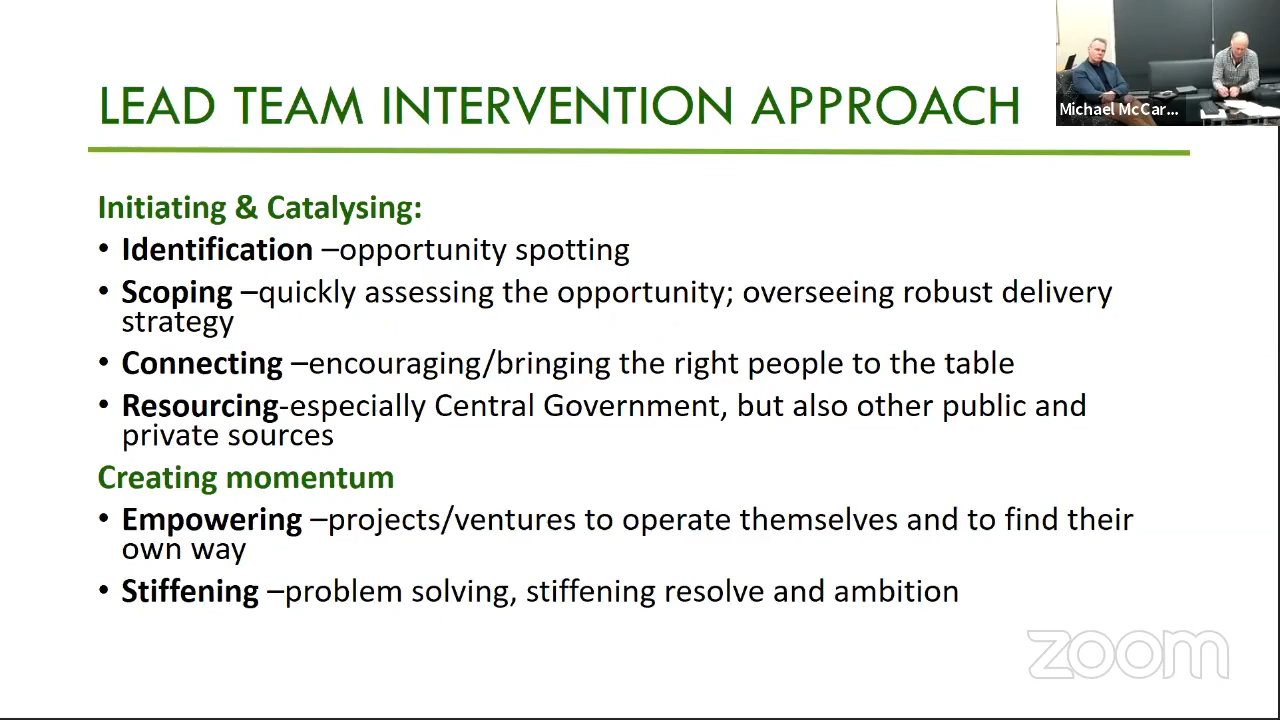 LEAD TEAM INTERVENTION APPROACH
Michael McCar...
Initiating & Catalysing:
• Identification –opportunity spotting
• Scoping –quickly assessing the opportunity; overseeing robust delivery
strategy
• Connecting –encouraging/bringing the right people to the table
• Resourcing-especially Central Government, but also other public and
private sources
Creating momentum
• Empowering –projects/ventures to operate themselves and to find their
own way
• Stiffening –problem solving, stiffening resolve and ambition
zoom